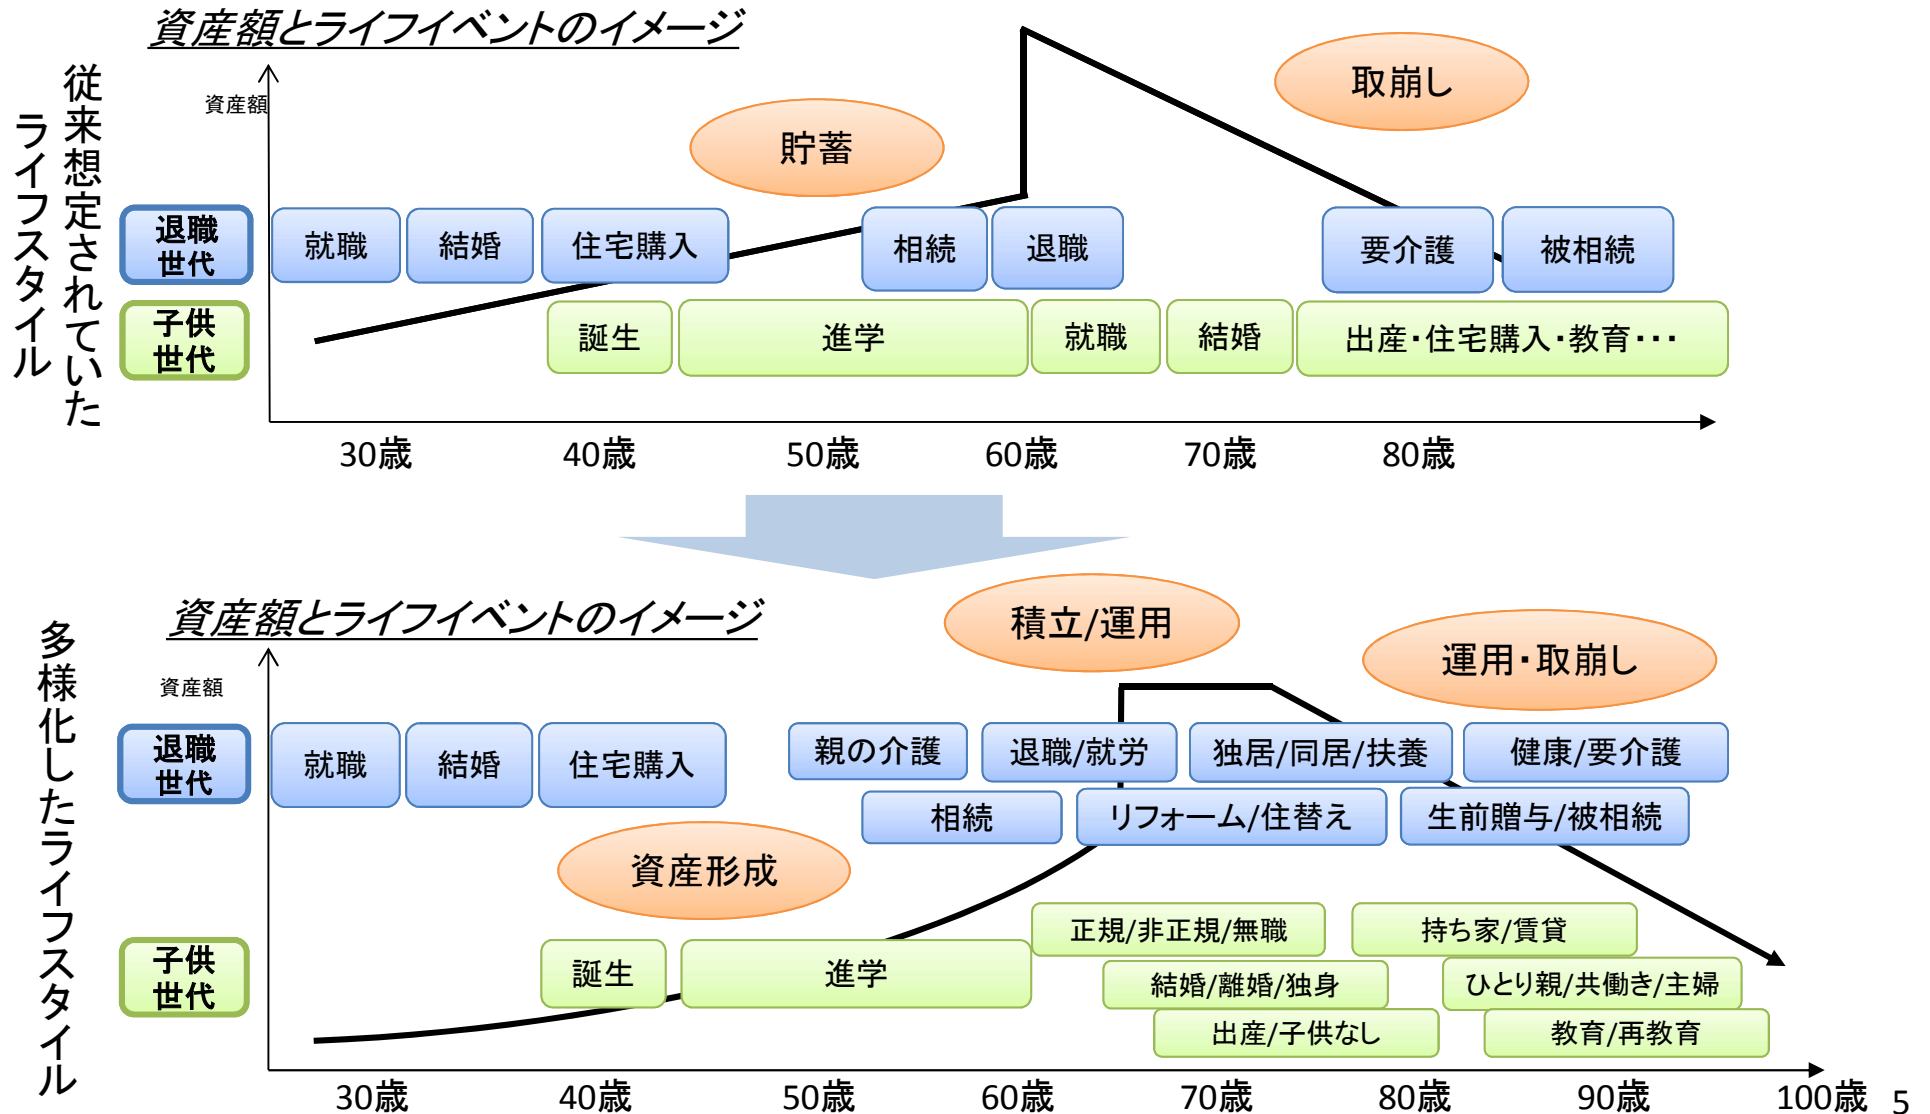 資産額とライフイベントのイメージ
従来想定されていた
ライフスタイル
資産額
貯蓄
取崩し
退職
世代
就職
結婚
住宅購入
相続
退職
要介護
被相続
子供
世代
誕生
進学
就職
結婚
出産・住宅購入・教育・・・
30歳
40歳
50歳
60歳
70歳
80歳
資産額とライフイベントのイメージ
多様化したライフスタイル
資産額
積立/運用
運用・取崩し
退職
世代
就職
結婚
住宅購入
親の介護
退職/就労
独居/同居/扶養
健康/要介護
相続
リフォーム/住替え
生前贈与/被相続
資産形成
子供
世代
誕生
進学
正規/非正規/無職
持ち家/賃貸
結婚/離婚/独身
ひとり親/共働き/主婦
出産/子供なし
教育/再教育
30歳
40歳
50歳
60歳
70歳
80歳
90歳
100歳
5